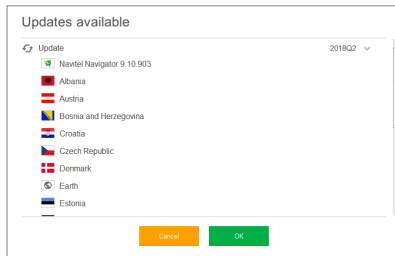 Updates available
Update 2018Q2
Navitel Navigator 9.10.903
Albania
Austria
Bosnia and Herzegovina
Croatia
Czech Republic
Denmark
Earth
Estonia
Cancel OK